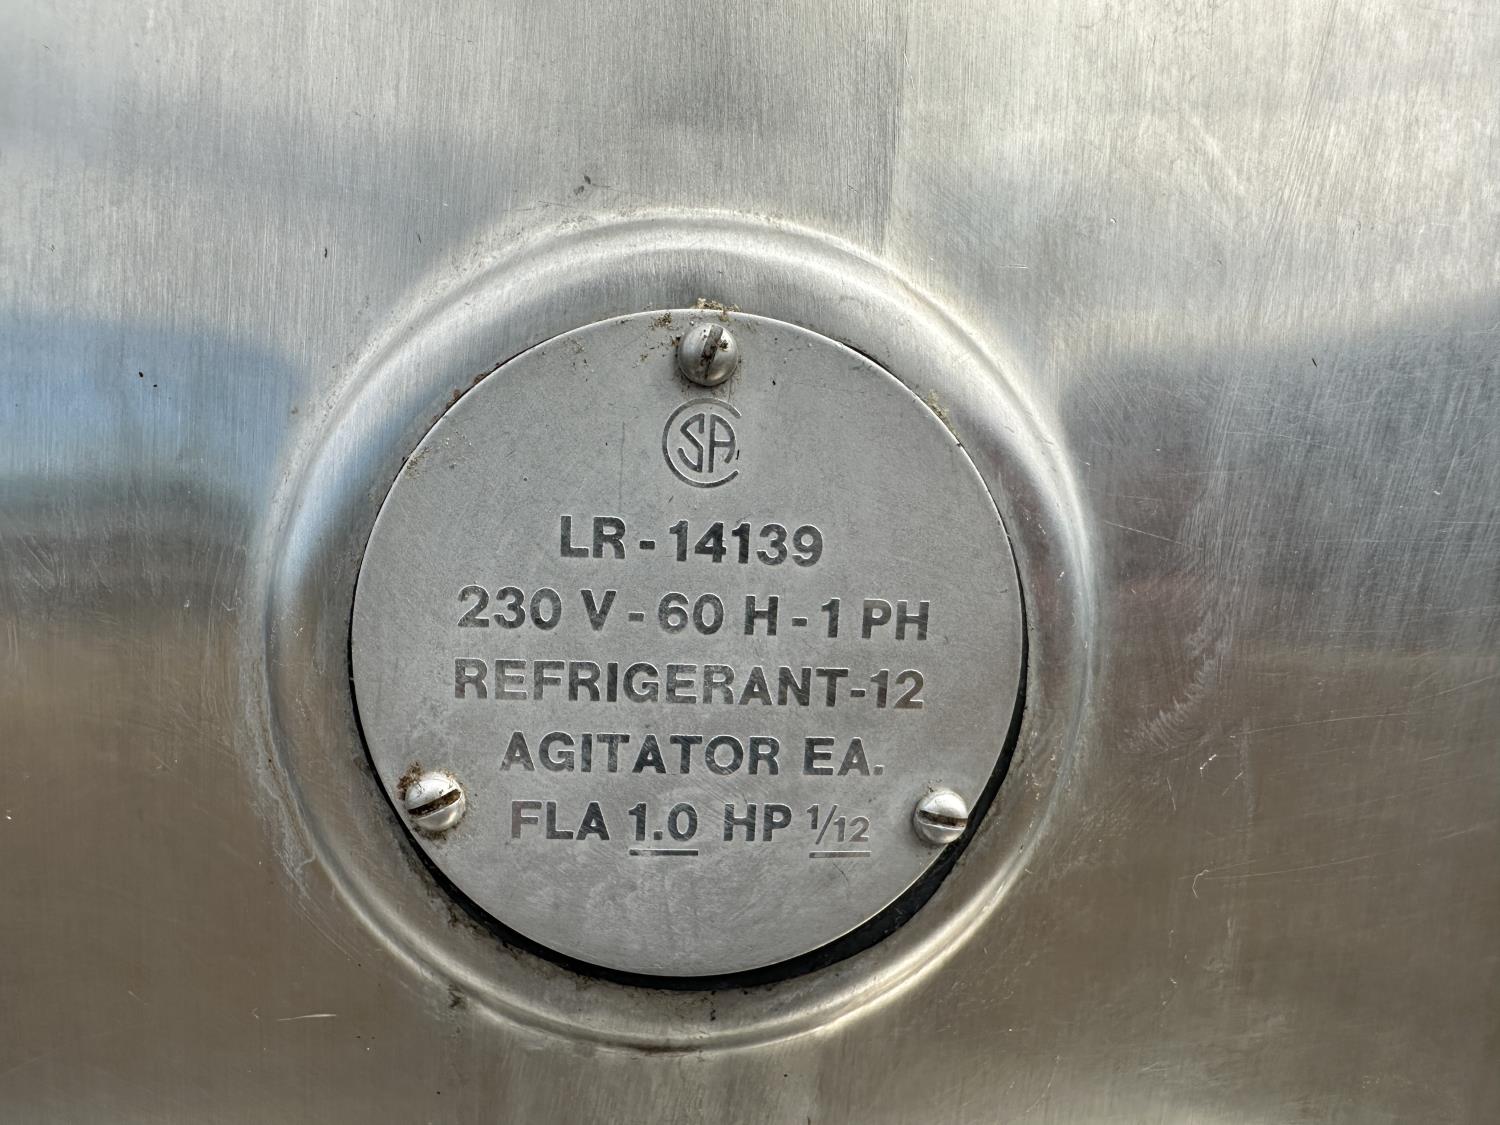 CSA
LR-14139
230 V-60 H-1 PH
REFRIGERANT-12
AGITATOR EA.
FLA 1.0 HP 1/12